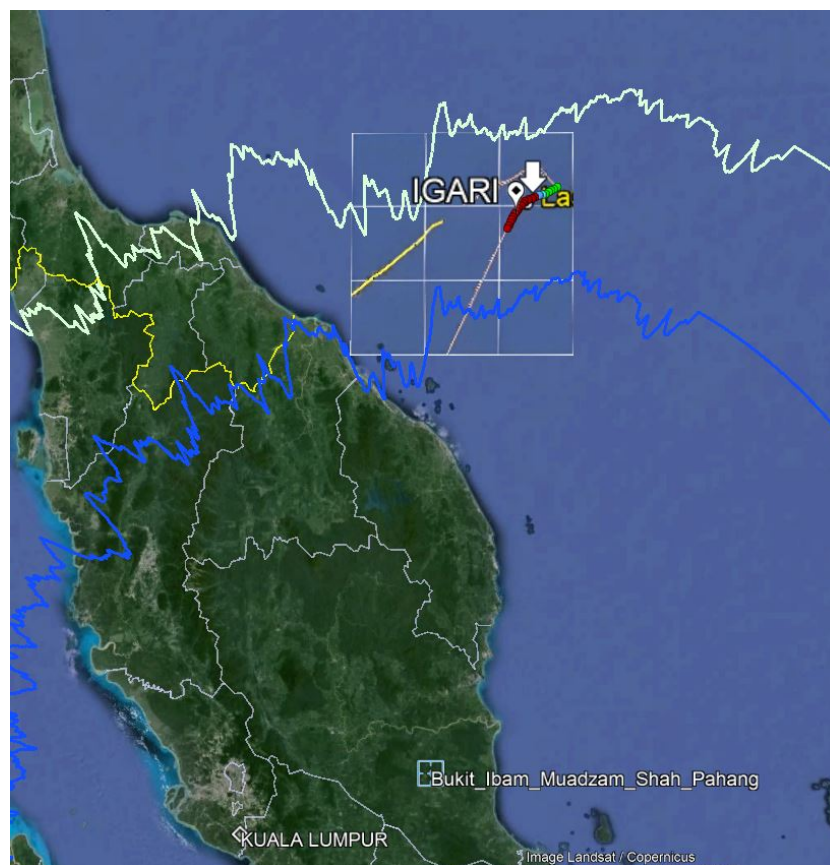 IGARI
La
Bukit_Ibam_Muadzam_Shah_Pahang
KUALA LUMPUR
Image Landsat / Copernicus